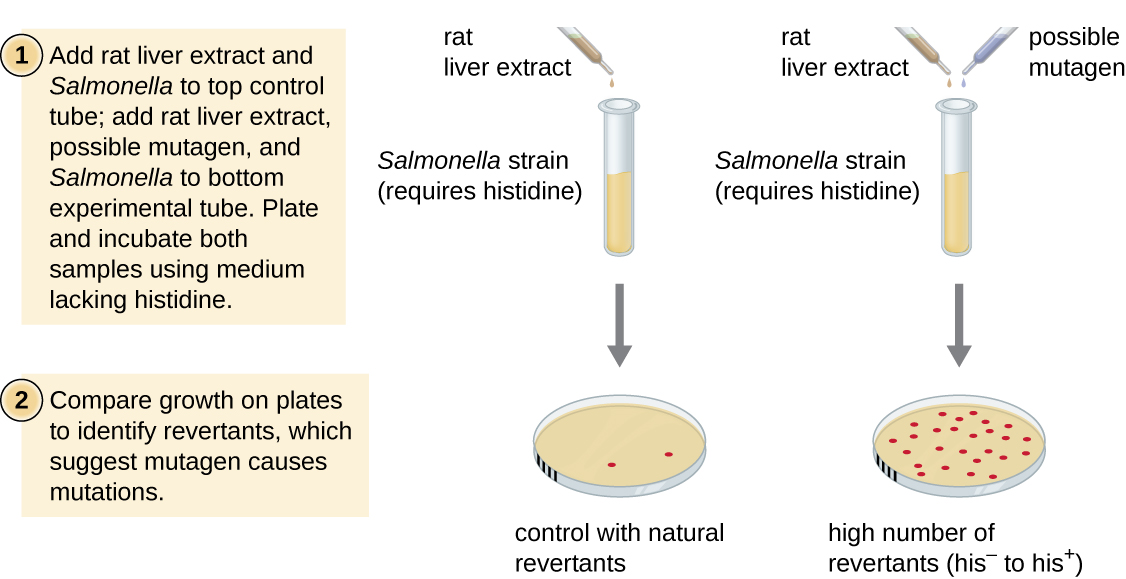 1
Add rat liver extract and
Salmonella to top control
tube; add rat liver extract,
possible mutagen, and
Salmonella to bottom
experimental tube. Plate
and incubate both
samples using medium
lacking histidine.
rat
liver extract
Salmonella strain
(requires histidine)
rat
liver extract
possible
mutagen
Salmonella strain
(requires histidine)
2
Compare growth on plates
to identify revertants, which
suggest mutagen causes
mutations.
control with natural
revertants
high number of
revertants (his⁻ to his⁺)